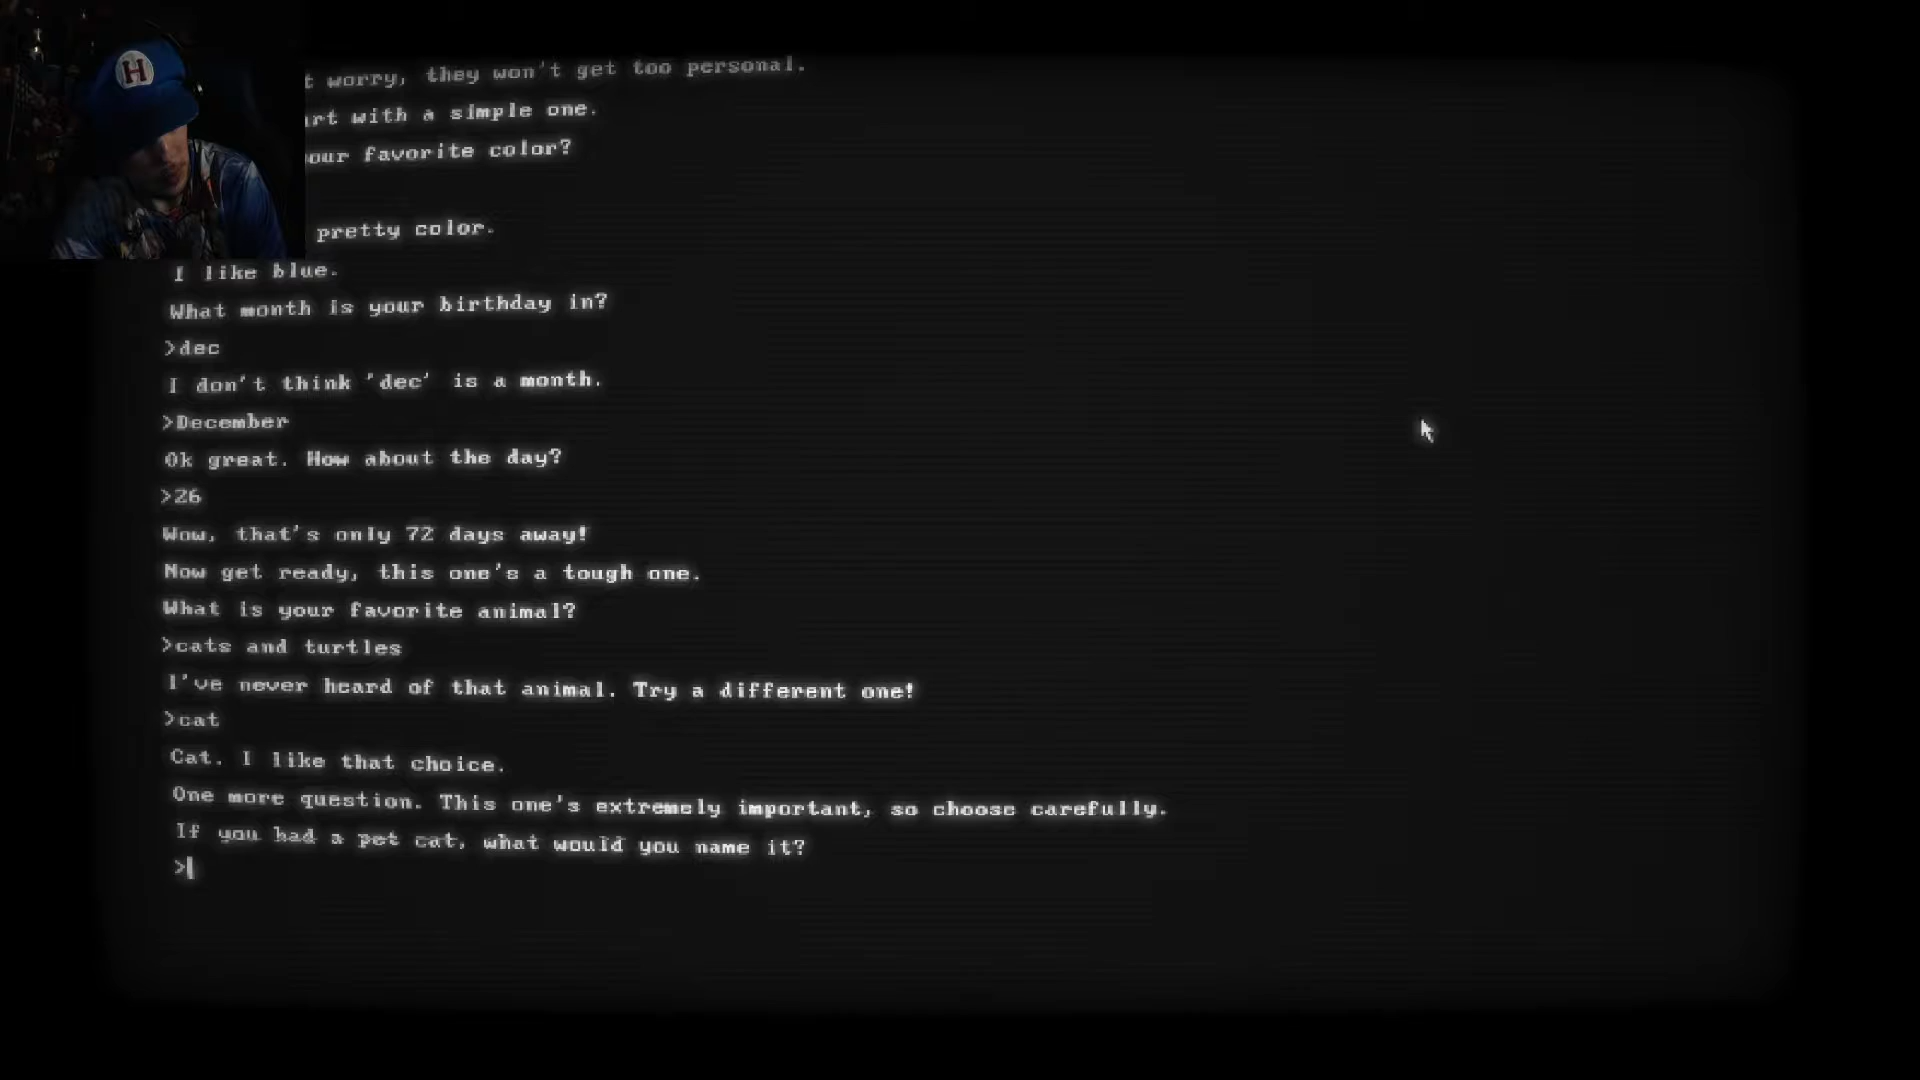 H
t worry, they won't get too personal.
art with a simple one.
our favorite color?
pretty color.
I like blue.
What month is your birthday in?
>dec
I don't think 'dec' is a month.
>December
Ok great. How about the day?
>26
Wow, that's only 72 days away!
Now get ready, this one's a tough one.
What is your favorite animal?
>cats and turtles
I've never heard of that animal. Try a different one!
>cat
Cat. I like that choice.
One more question. This one's extremely important, so choose carefully.
If you had a pet cat, what would you name it?
>